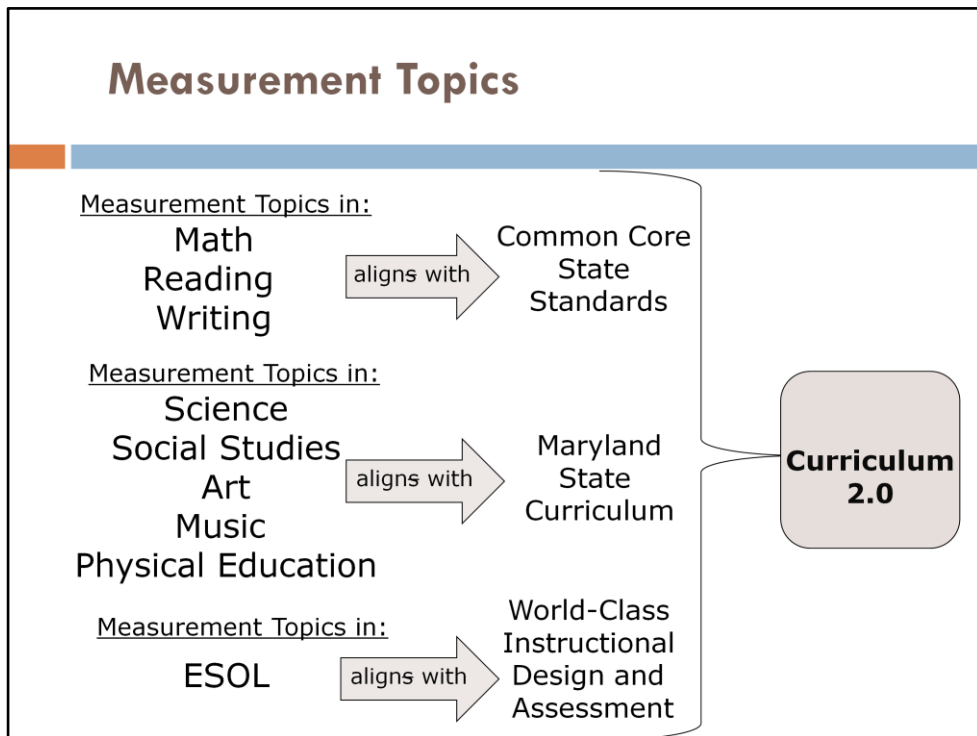 Measurement Topics
Measurement Topics in:
Math
Reading
Writing
aligns with
Common Core
State
Standards
Measurement Topics in:
Science
Social Studies
Art
Music
Physical Education
aligns with
Maryland
State
Curriculum
Measurement Topics in:
ESOL
aligns with
World-Class
Instructional
Design and
Assessment
Curriculum
2.0